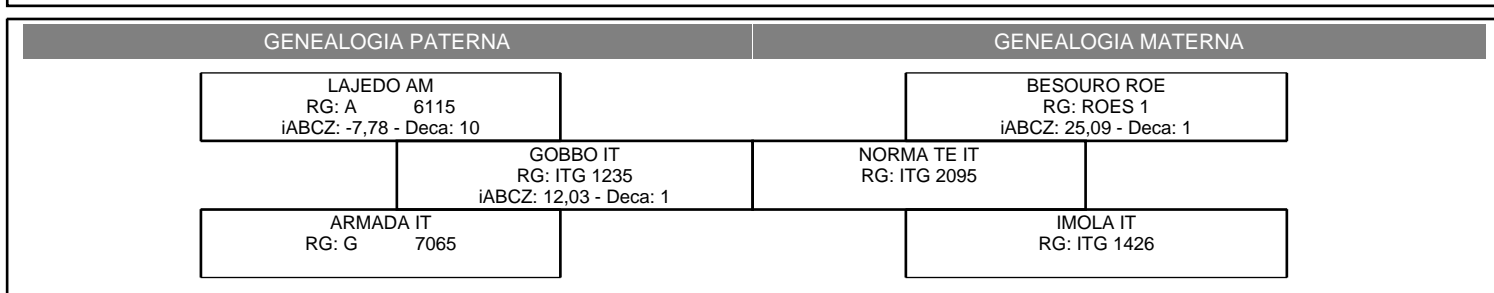 GENEALOGIA PATERNA
GENEALOGIA MATERNA
LAJEDO AM
RG: A 6115
iABCZ: -7,78 - Deca: 10
BESOURO ROE
RG: ROES 1
iABCZ: 25,09 - Deca: 1
GOBBO IT
RG: ITG 1235
iABCZ: 12,03 - Deca: 1
NORMA TE IT
RG: ITG 2095
ARMADA IT
RG: G 7065
IMOLA IT
RG: ITG 1426